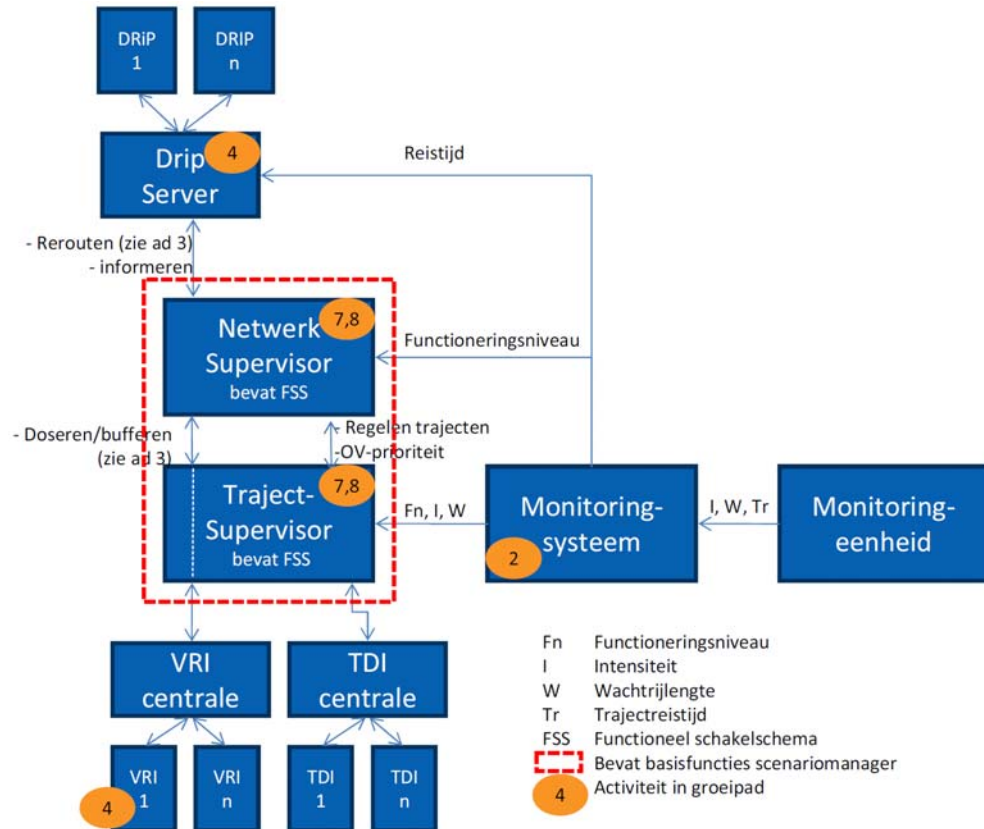 DRiP
1
DRIP
n
Drip
Server
4
Reistijd
- Rerouten (zie ad 3)
- informeren
Netwerk
Supervisor
bevat FSS
7,8
Functioneringsniveau
- Doseren/bufferen
(zie ad 3)
- Regelen trajecten
-OV-prioriteit
Traject-
Supervisor
bevat FSS
7,8
Fn, I, W
Monitoring-
systeem
2
I, W, Tr
Monitoring-
eenheid
VRI
centrale
TDI
centrale
VRI
1
4
VRI
n
TDI
1
TDI
n
Fn Functioneringsniveau
I Intensiteit
W Wachtrijlengte
Tr Trajectreistijd
FSS Functioneel schakelschema
Bevat basisfuncties scenariomanager
4 Activiteit in groeipad